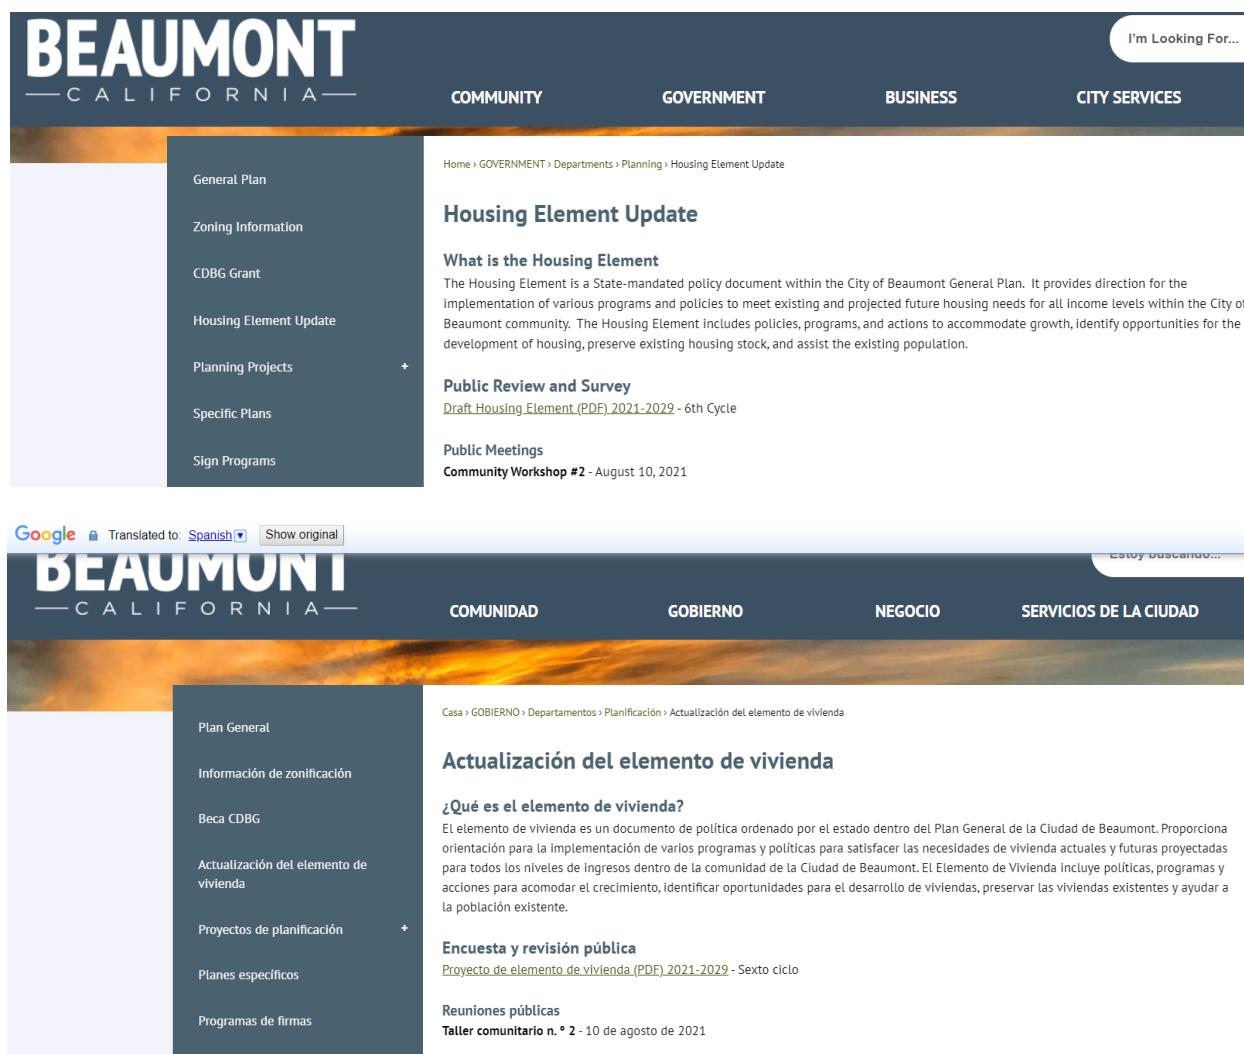 BEAUMONT
CALIFORNIA
I'm Looking For...
COMMUNITY
GOVERNMENT
BUSINESS
CITY SERVICES
General Plan
Zoning Information
CDBG Grant
Housing Element Update
Planning Projects +
Specific Plans
Sign Programs
Home › GOVERNMENT › Departments › Planning › Housing Element Update
Housing Element Update
What is the Housing Element
The Housing Element is a State-mandated policy document within the City of Beaumont General Plan. It provides direction for the
implementation of various programs and policies to meet existing and projected future housing needs for all income levels within the City of
Beaumont community. The Housing Element includes policies, programs, and actions to accommodate growth, identify opportunities for the
development of housing, preserve existing housing stock, and assist the existing population.
Public Review and Survey
Draft Housing Element (PDF) 2021-2029 - 6th Cycle
Public Meetings
Community Workshop #2 - August 10, 2021
Google Translated to: Spanish Show original
BEAUMONT
CALIFORNIA
Estoy buscando...
COMUNIDAD
GOBIERNO
NEGOCIO
SERVICIOS DE LA CIUDAD
Plan General
Información de zonificación
Beca CDBG
Actualización del elemento de
vivienda
Proyectos de planificación +
Planes específicos
Programas de firmas
Casa › GOBIERNO › Departamentos › Planificación › Actualización del elemento de vivienda
Actualización del elemento de vivienda
¿Qué es el elemento de vivienda?
El elemento de vivienda es un documento de política ordenado por el estado dentro del Plan General de la Ciudad de Beaumont. Proporciona
orientación para la implementación de varios programas y políticas para satisfacer las necesidades de vivienda actuales y futuras proyectadas
para todos los niveles de ingresos dentro de la comunidad de la Ciudad de Beaumont. El Elemento de Vivienda incluye políticas, programas y
acciones para acomodar el crecimiento, identificar oportunidades para el desarrollo de viviendas, preservar las viviendas existentes y ayudar a
la población existente.
Encuesta y revisión pública
Proyecto de elemento de vivienda (PDF) 2021-2029 - Sexto ciclo
Reuniones públicas
Taller comunitario n. ° 2 - 10 de agosto de 2021